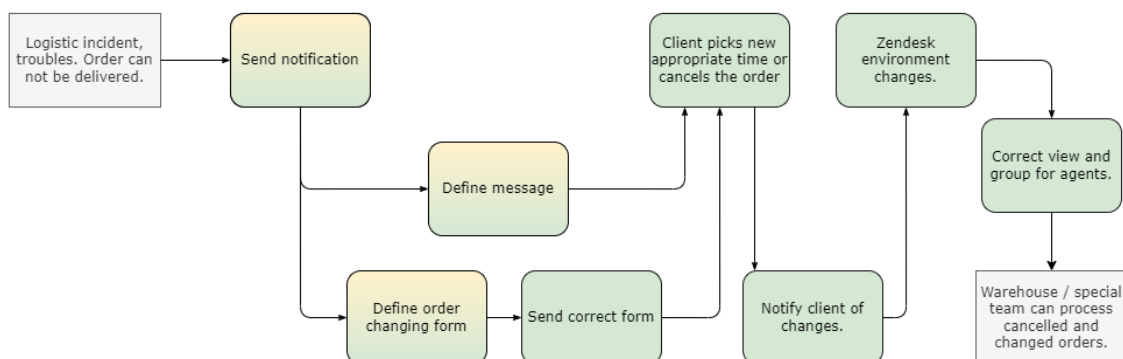 Logistic incident,
troubles. Order can
not be delivered.
Send notification
Client picks new
appropriate time or
cancels the order
Zendesk
environment
changes.
Define message
Correct view and
group for agents.
Define order
changing form
Send correct form
Notify client of
changes.
Warehouse / special
team can process
cancelled and
changed orders.